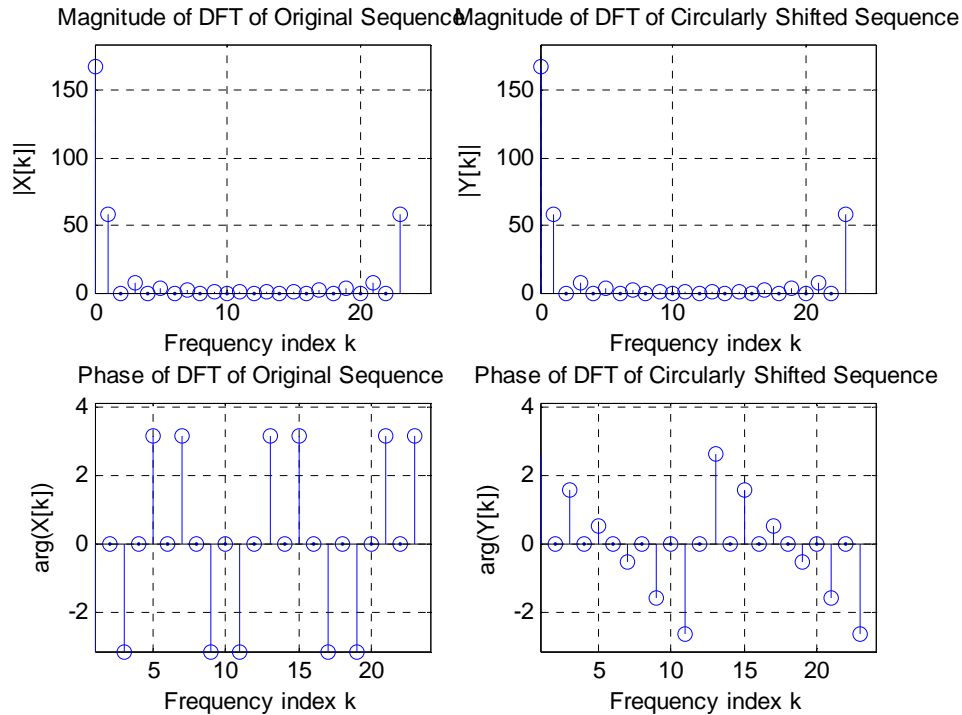 Magnitude of DFT of Original Sequence
150
100
50
0
|X[k]|
0 10 20
Frequency index k
Magnitude of DFT of Circularly Shifted Sequence
150
100
50
0
|Y[k]|
0 10 20
Frequency index k
Phase of DFT of Original Sequence
4
2
0
-2
arg(X[k])
5 10 15 20
Frequency index k
Phase of DFT of Circularly Shifted Sequence
4
2
0
-2
arg(Y[k])
5 10 15 20
Frequency index k